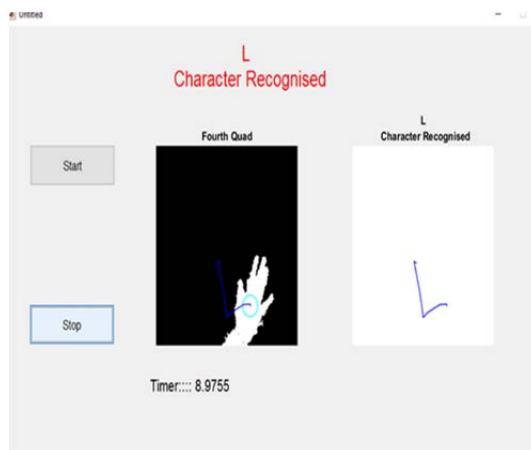 Untitled
L
Character Recognised
Fourth Quad
L
Character Recognised
Start
Stop
Timer:::: 8.9755